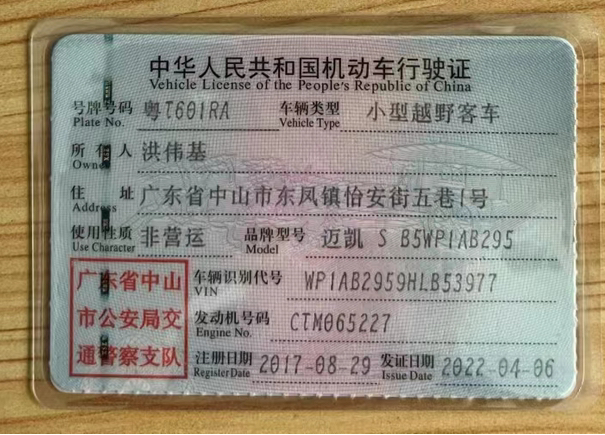 中华人民共和国机动车行驶证
Vehicle License of the People's Republic of China
号牌号码 Plate No. 粤T601RA 车辆类型 Vehicle Type 小型越野客车
所有人 Owner 洪伟基
住址 Address 广东省中山市东凤镇怡安街五巷1号
使用性质 Use Character 非营运 品牌型号 Model 迈凯 S B5WP1AB295
广东省中山 车辆识别代号 VIN WP1AB2959HLB53977
市公安局交 发动机号码 Engine No. CTM065227
通警察支队 注册日期 Register Date 2017-08-29 发证日期 Issue Date 2022-04-06